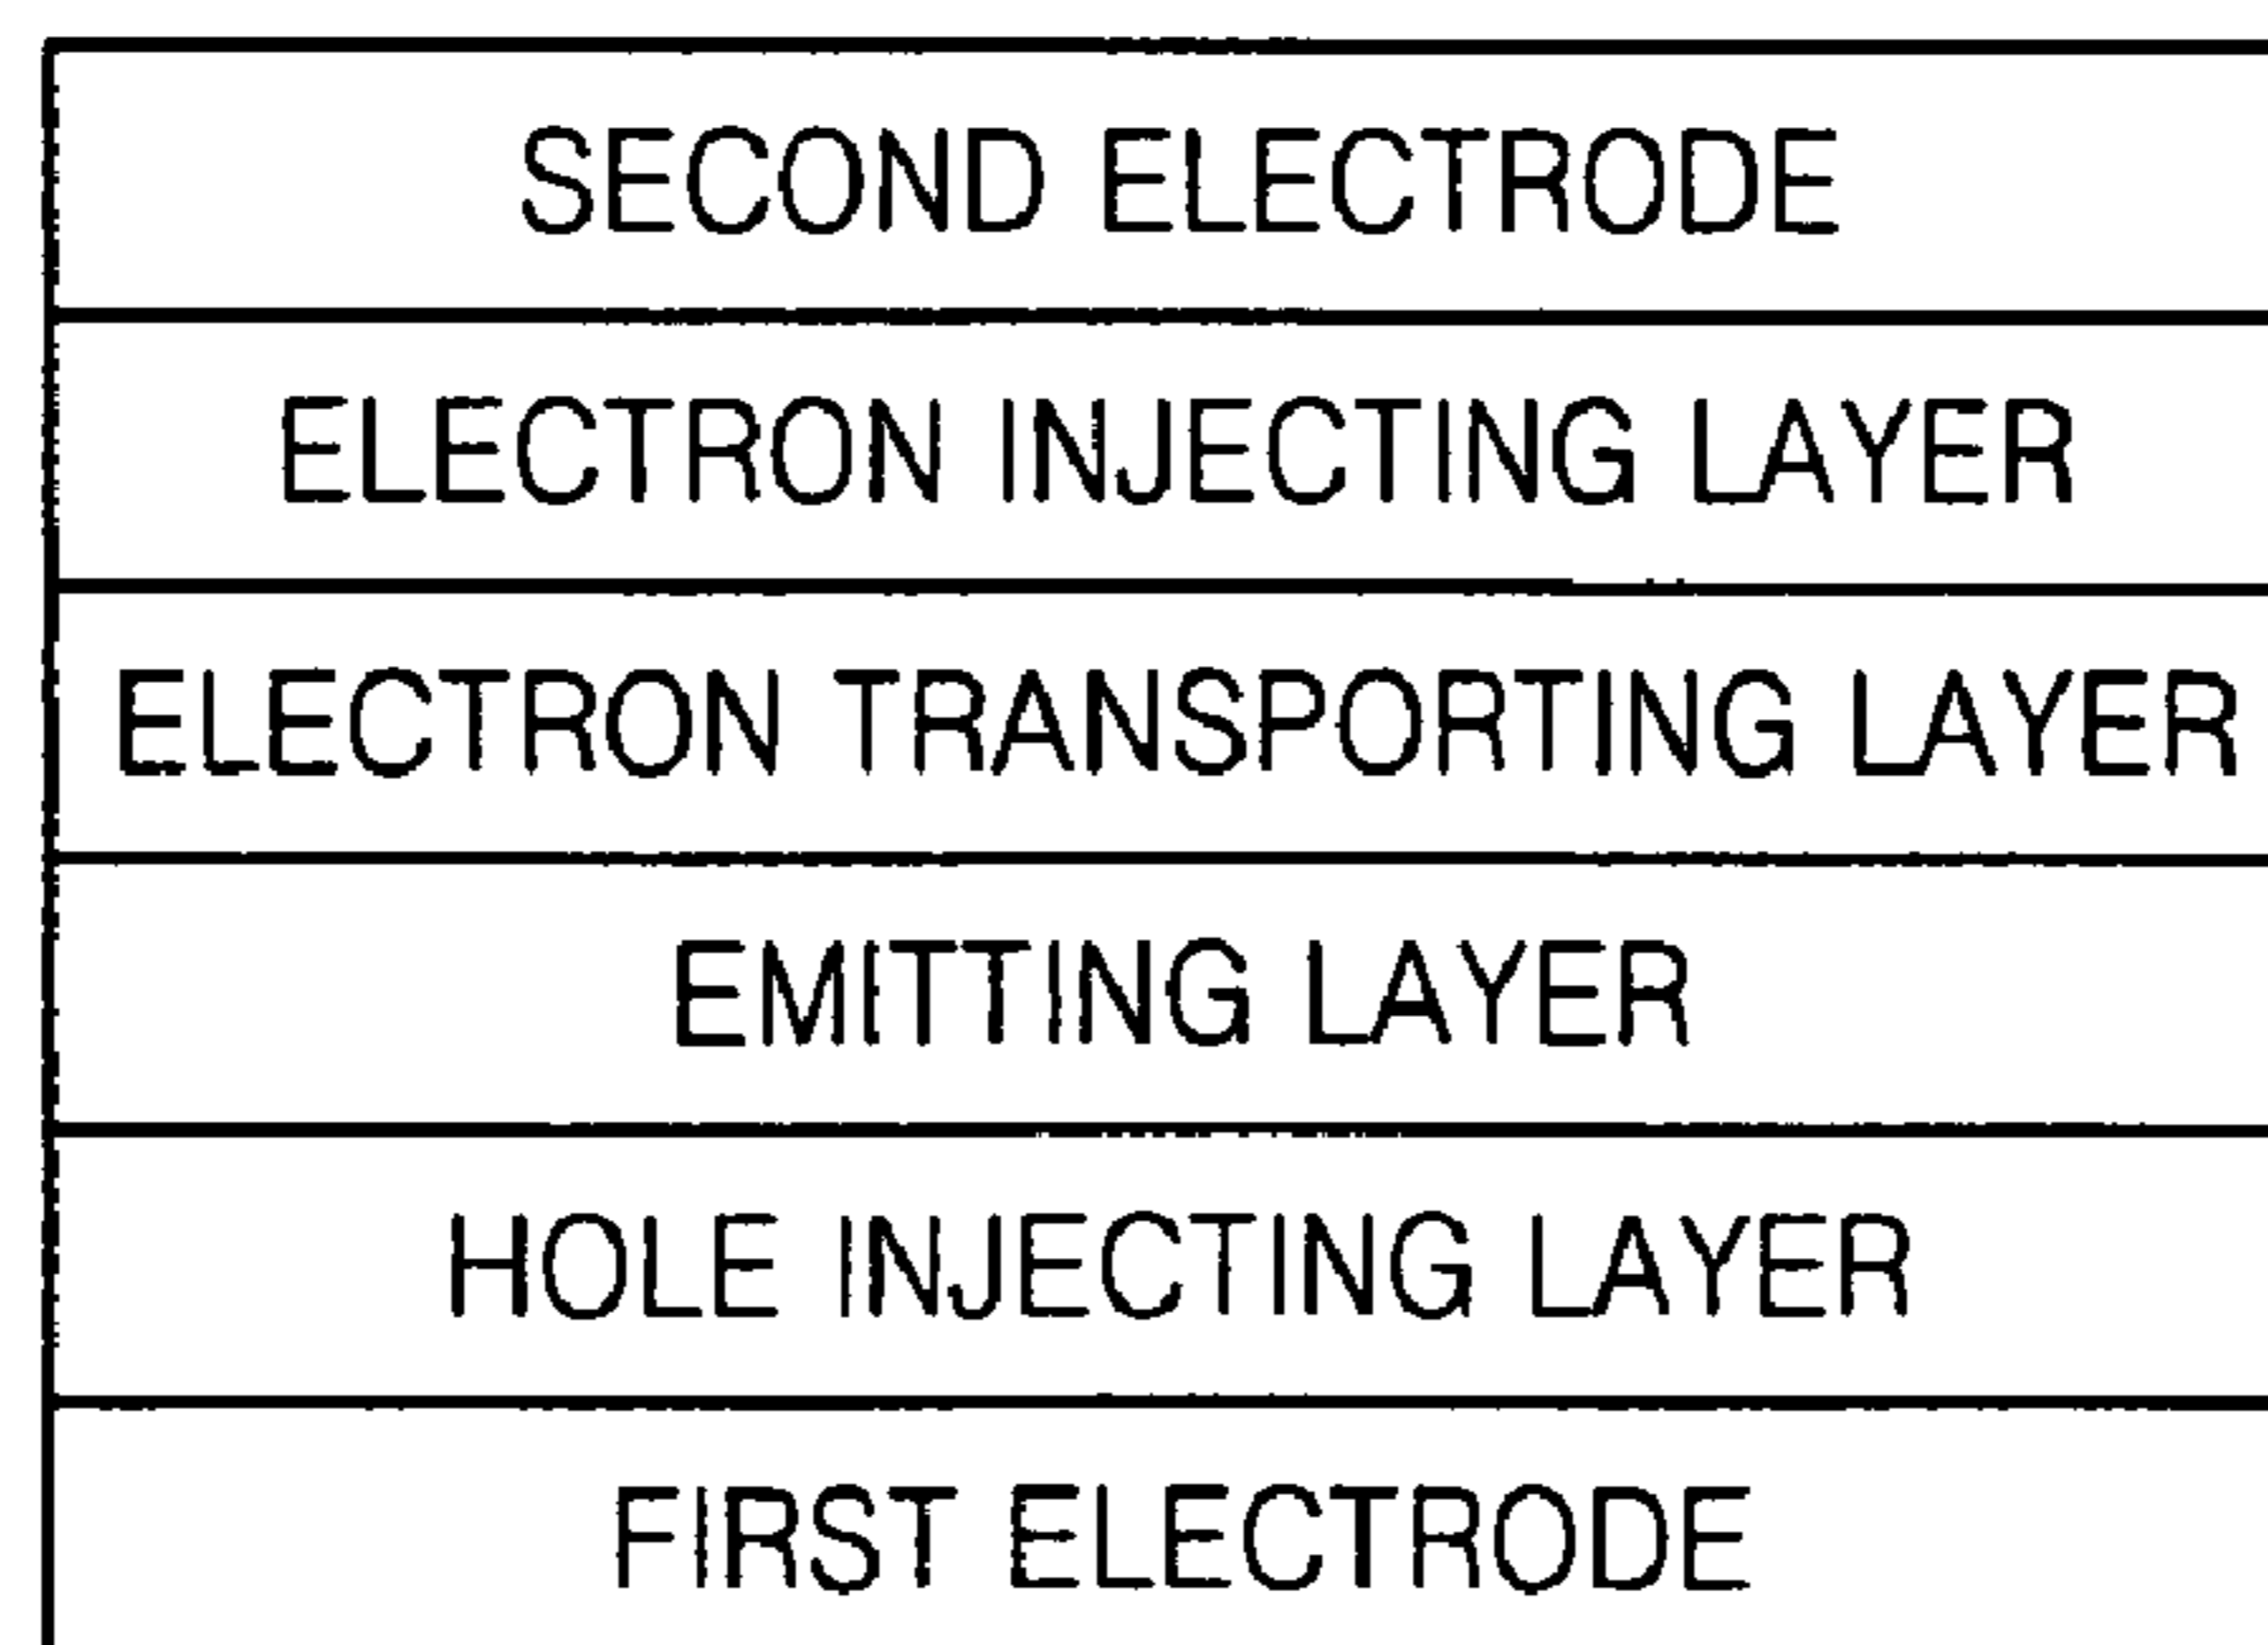 SECOND ELECTRODE
ELECTRON INJECTING LAYER
ELECTRON TRANSPORTING LAYER
EMITTING LAYER
HOLE INJECTING LAYER
FIRST ELECTRODE